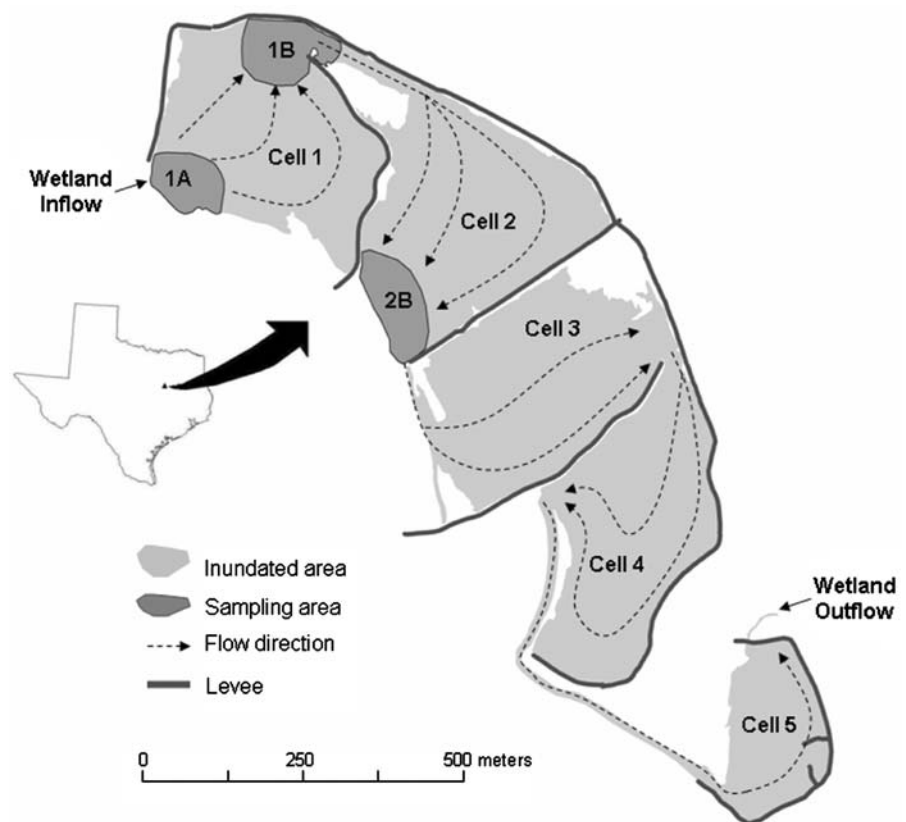 1B
Cell 1
1A
Wetland
Inflow
Cell 2
2B
Cell 3
Cell 4
Wetland
Outflow
Cell 5
Inundated area
Sampling area
Flow direction
Levee
0 250 500 meters